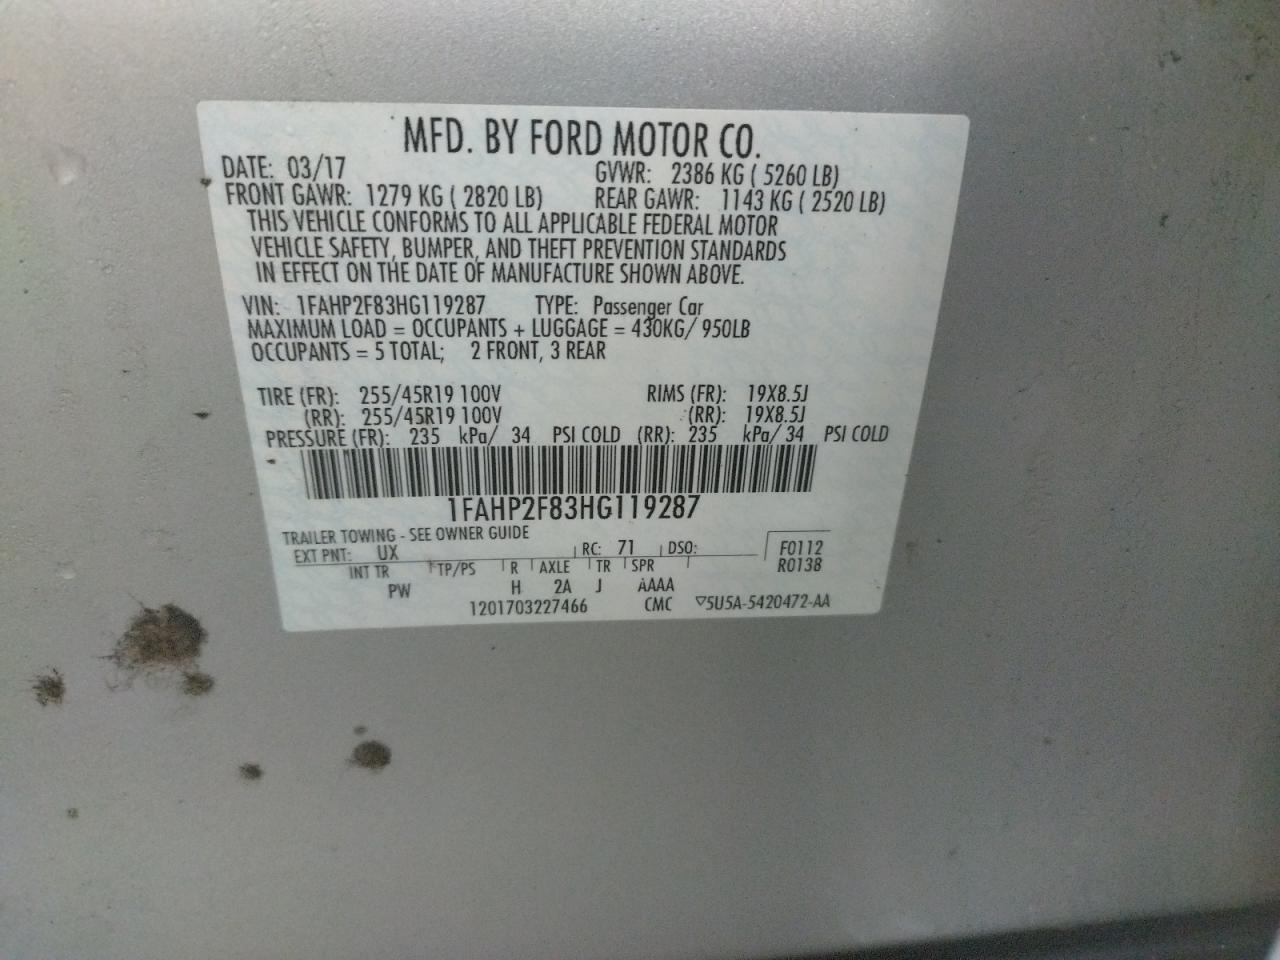 MFD. BY FORD MOTOR CO.
DATE: 03/17 GVWR: 2386 KG ( 5260 LB)
FRONT GAWR: 1279 KG ( 2820 LB) REAR GAWR: 1143 KG ( 2520 LB)
THIS VEHICLE CONFORMS TO ALL APPLICABLE FEDERAL MOTOR
VEHICLE SAFETY, BUMPER, AND THEFT PREVENTION STANDARDS
IN EFFECT ON THE DATE OF MANUFACTURE SHOWN ABOVE.
VIN: 1FAHP2F83HG119287 TYPE: Passenger Car
MAXIMUM LOAD = OCCUPANTS + LUGGAGE = 430KG/ 950LB
OCCUPANTS = 5 TOTAL; 2 FRONT, 3 REAR
TIRE (FR): 255/45R19 100V RIMS (FR): 19X8.5J
(RR): 255/45R19 100V (RR): 19X8.5J
PRESSURE (FR): 235 kPa/ 34 PSI COLD (RR): 235 kPa/ 34 PSI COLD
1FAHP2F83HG119287
TRAILER TOWING - SEE OWNER GUIDE
EXT PNT: UX RC: 71 DSO: F0112
INT TR TP/PS R AXLE TR SPR R0138
PW H 2A J AAAA
1201703227466 CMC ▽5U5A-5420472-AA